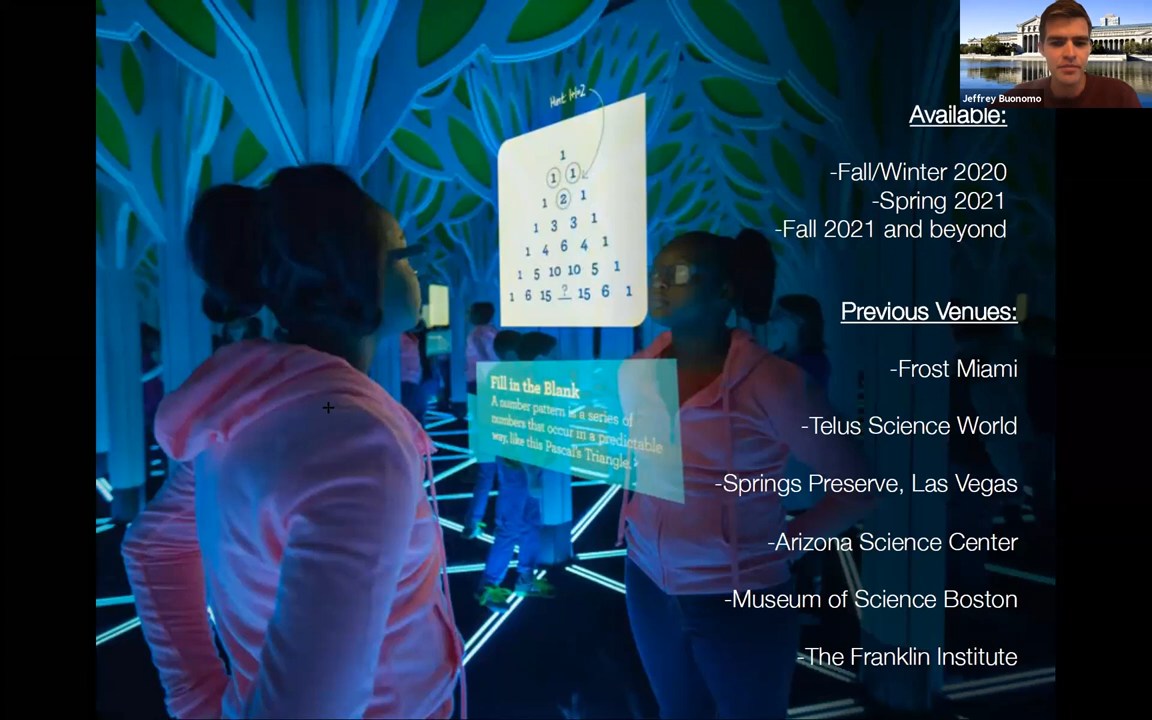 Jeffrey Buonomo
Available:
-Fall/Winter 2020
-Spring 2021
-Fall 2021 and beyond
Previous Venues:
-Frost Miami
-Telus Science World
-Springs Preserve, Las Vegas
-Arizona Science Center
-Museum of Science Boston
-The Franklin Institute
Hint: 1+1=2
1
1 1
1 2 1
1 3 3 1
1 4 6 4 1
1 5 10 10 5 1
1 6 15 ? 15 6 1
Fill in the Blank
A number pattern is a series of
numbers that occur in a predictable
way, like this Pascal's Triangle.